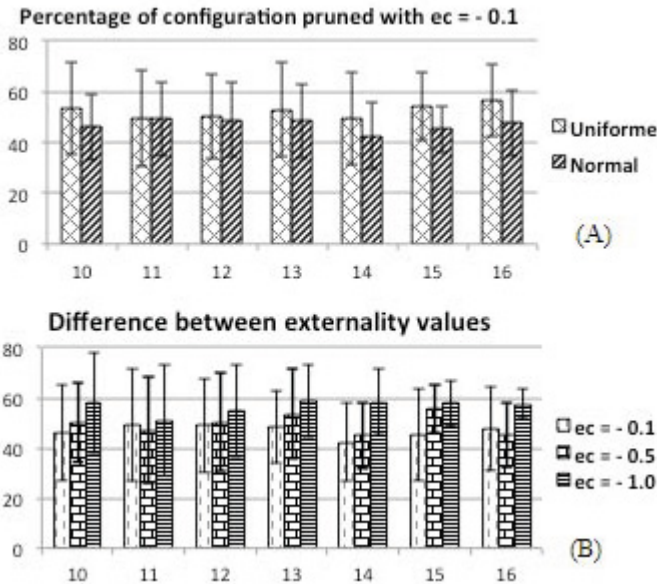 Percentage of configuration pruned with ec = - 0.1
80
60
40
20
0
10 11 12 13 14 15 16
Uniforme
Normal
(A)
Difference between externality values
80
60
40
20
0
10 11 12 13 14 15 16
ec = - 0.1
ec = - 0.5
ec = - 1.0
(B)